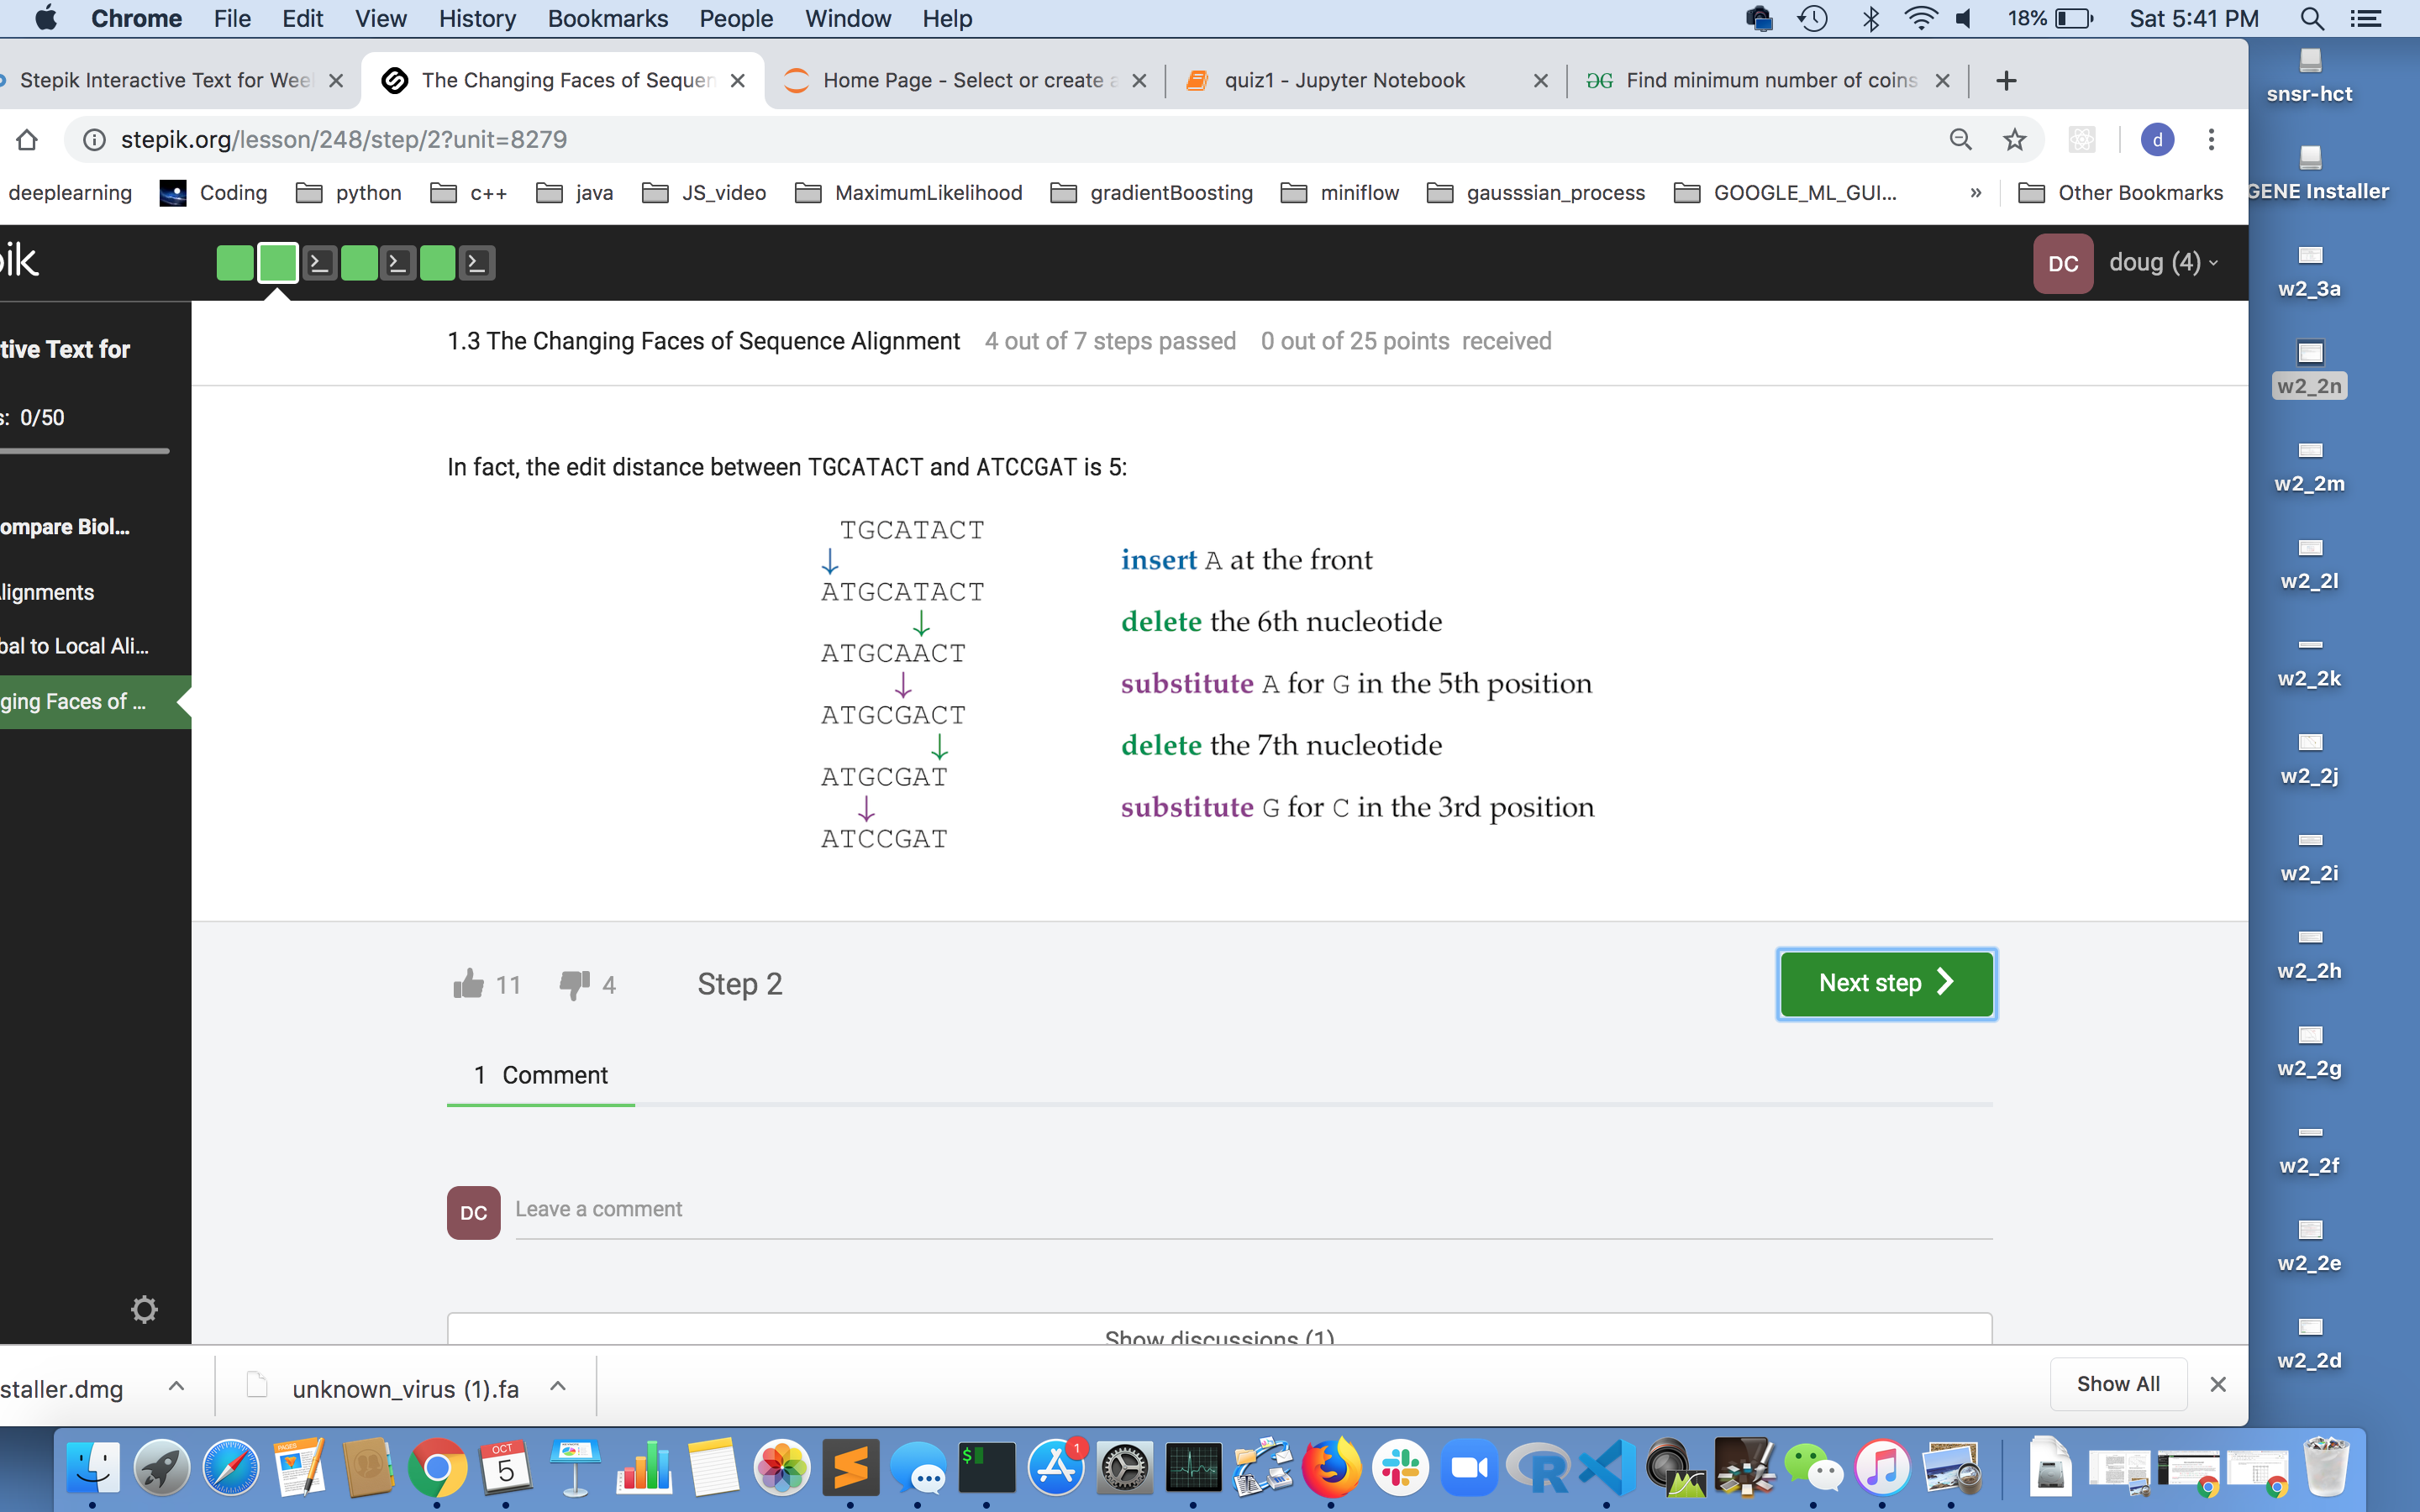 Chrome File Edit View History Bookmarks People Window Help 18% Sat 5:41 PM
Stepik Interactive Text for Wee
The Changing Faces of Sequen
Home Page - Select or create a
quiz1 - Jupyter Notebook
GG Find minimum number of coins
stepik.org/lesson/248/step/2?unit=8279
d
deeplearning Coding python c++ java JS_video MaximumLikelihood gradientBoosting miniflow gausssian_process GOOGLE_ML_GUI... » Other Bookmarks
pik
DC doug (4)
tive Text for
s: 0/50
ompare Biol...
lignments
bal to Local Ali...
ging Faces of ...
1.3 The Changing Faces of Sequence Alignment 4 out of 7 steps passed 0 out of 25 points received
In fact, the edit distance between TGCATACT and ATCCGAT is 5:
TGCATACT
insert A at the front
ATGCATACT
delete the 6th nucleotide
ATGCAACT
substitute A for G in the 5th position
ATGCGACT
delete the 7th nucleotide
ATGCGAT
substitute G for C in the 3rd position
ATCCGAT
11 4 Step 2
Next step
1 Comment
DC Leave a comment
Show discussions (1)
staller.dmg
unknown_virus (1).fa
Show All
snsr-hct
GENE Installer
w2_3a
w2_2n
w2_2m
w2_2l
w2_2k
w2_2j
w2_2i
w2_2h
w2_2g
w2_2f
w2_2e
w2_2d
PAGES
OCT
5
$
1
R